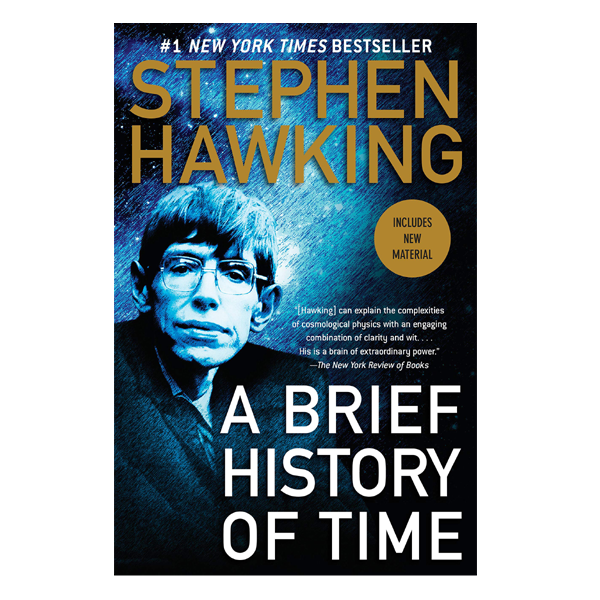 #1 NEW YORK TIMES BESTSELLER
STEPHEN
HAWKING
INCLUDES
NEW
MATERIAL
"[Hawking] can explain the complexities
of cosmological physics with an engaging
combination of clarity and wit. . . .
His is a brain of extraordinary power."
—The New York Review of Books
A BRIEF
HISTORY
OF TIME